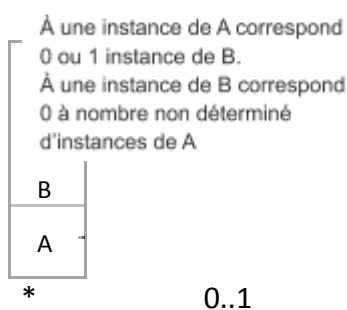 À une instance de A correspond
0 ou 1 instance de B.
À une instance de B correspond
0 à nombre non déterminé
d'instances de A
B
A
* 0..1